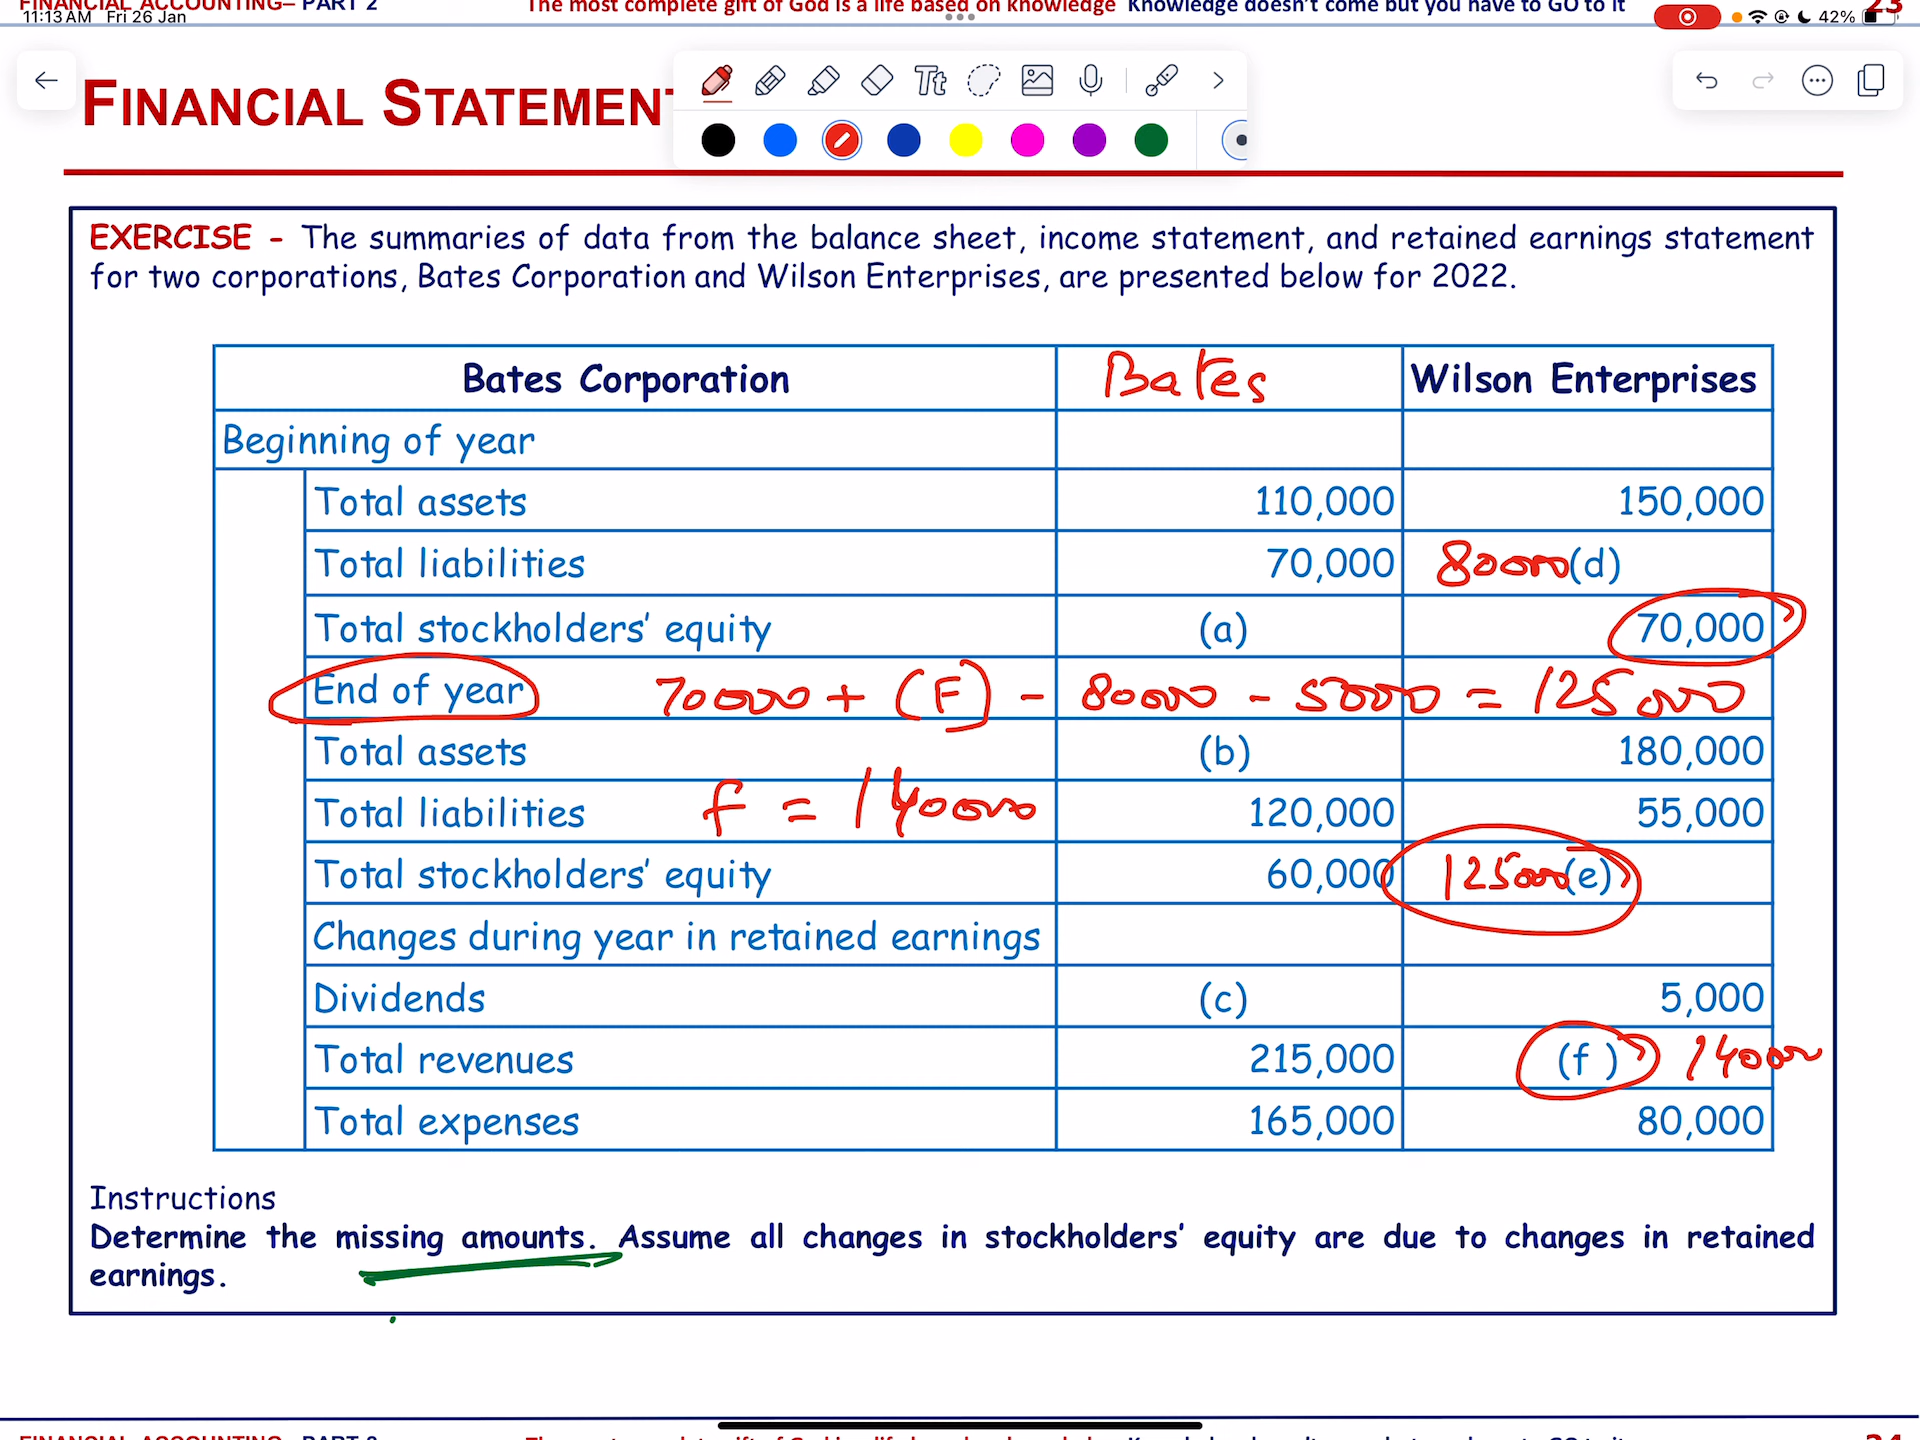 FINANCIAL ACCOUNTING– PART 2 The most complete gift of God is a life based on knowledge Knowledge doesn't come but you have to GO to it 23
11:13 AM Fri 26 Jan 42%
FINANCIAL STATEMENT
Tt
EXERCISE - The summaries of data from the balance sheet, income statement, and retained earnings statement
for two corporations, Bates Corporation and Wilson Enterprises, are presented below for 2022.
Bates Corporation Bates Wilson Enterprises
Beginning of year
Total assets 110,000 150,000
Total liabilities 70,000 80000 (d)
Total stockholders' equity (a) 70,000
End of year 70000 + (F) - 80000 - 5000 = 125000
Total assets (b) 180,000
Total liabilities f = 140000 120,000 55,000
Total stockholders' equity 60,000 125000 (e)
Changes during year in retained earnings
Dividends (c) 5,000
Total revenues 215,000 (f ) 140000
Total expenses 165,000 80,000
Instructions
Determine the missing amounts. Assume all changes in stockholders' equity are due to changes in retained
earnings.